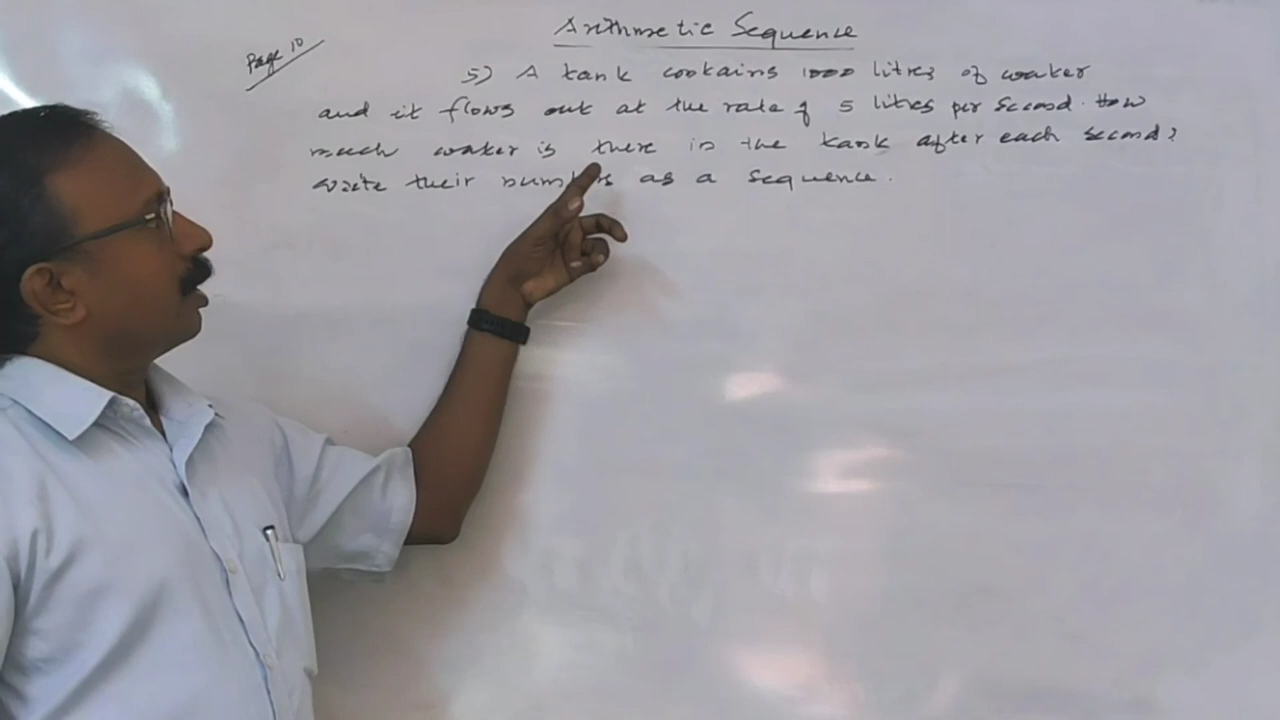 Arithmetic Sequence
Page 10
5) A tank contains 1000 litres of water
and it flows out at the rate of 5 litres per second. How
much water is there in the tank after each second?
write their numbers as a sequence.